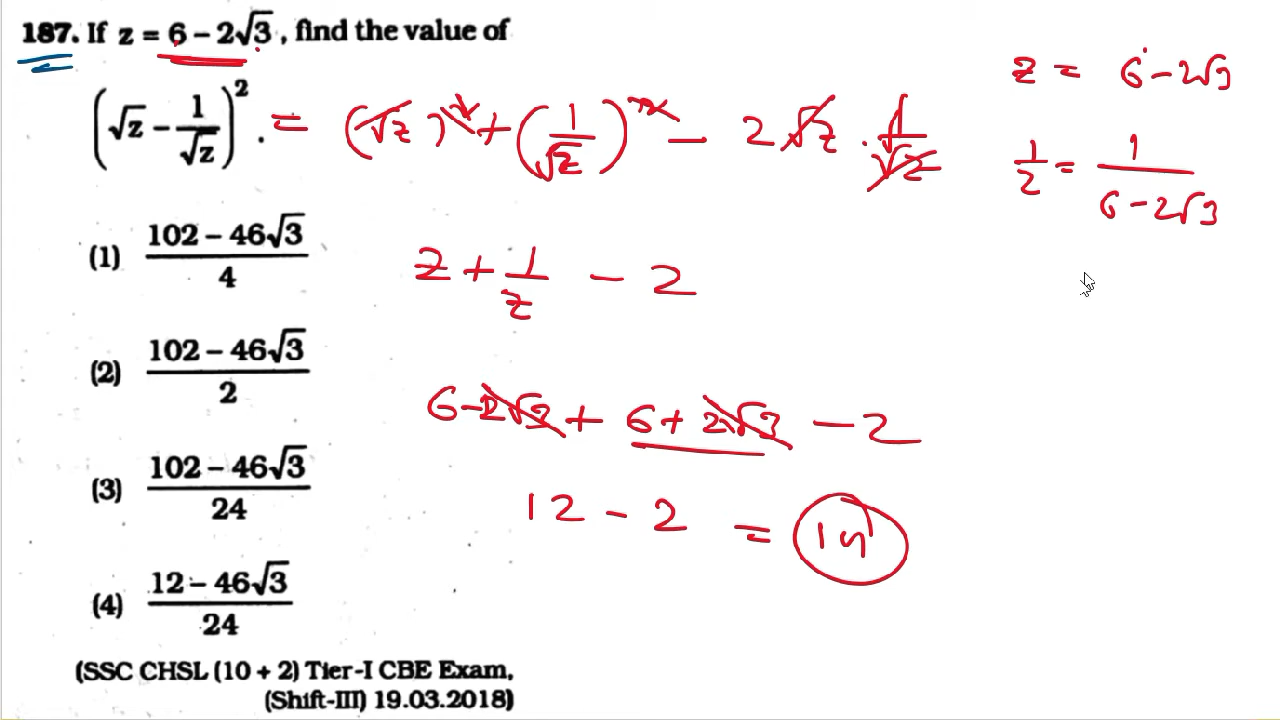 187. If z = 6 – 2√3, find the value of
(√z – 1/√z)². = (√z)² + (1/√z)² – 2√z · 1/√z
z = 6 – 2√3
1/z = 1/(6 – 2√3)
(1) (102 – 46√3)/4
z + 1/z – 2
(2) (102 – 46√3)/2
6 – 2√3 + 6 + 2√3 – 2
(3) (102 – 46√3)/24
12 – 2 = 14
(4) (12 – 46√3)/24
(SSC CHSL (10 + 2) Tier-I CBE Exam,
(Shift-III) 19.03.2018)